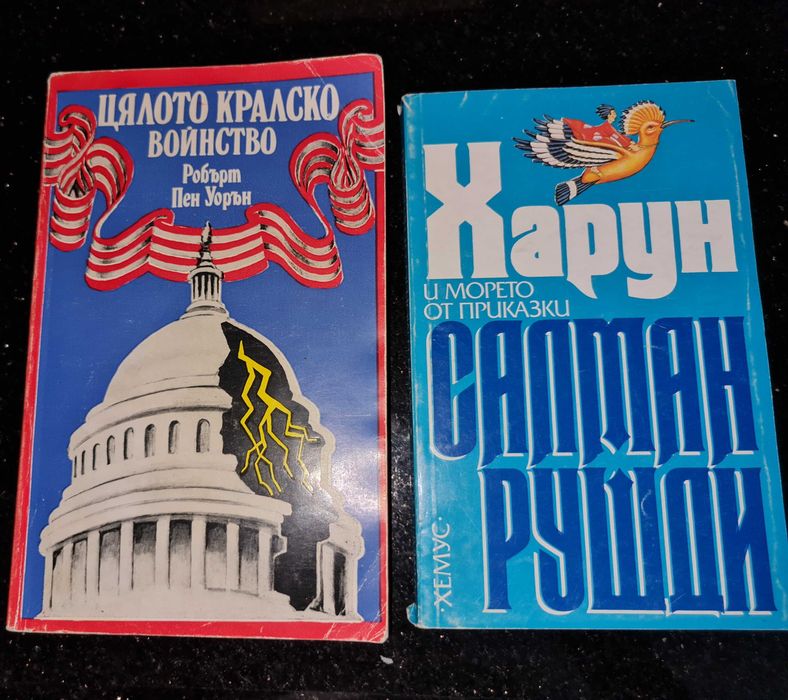 ЦЯЛОТО КРАЛСКО
ВОЙНСТВО
Робърт
Пен Уорън
Харун
И МОРЕТО
ОТ ПРИКАЗКИ
САЛМАН
РУШДИ
·ХЕМУС·